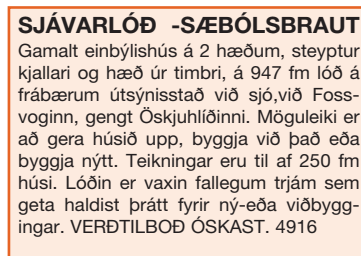 SJÁVARLÓÐ -SÆBÓLSBRAUT
Gamalt einbýlishús á 2 hæðum, steyptur
kjallari og hæð úr timbri, á 947 fm lóð á
frábærum útsýnisstað við sjó,við Foss-
voginn, gengt Öskjuhlíðinni. Möguleiki er
að gera húsið upp, byggja við það eða
byggja nýtt. Teikningar eru til af 250 fm
húsi. Lóðin er vaxin fallegum trjám sem
geta haldist þrátt fyrir ný-eða viðbygg-
ingar. VERÐTILBOÐ ÓSKAST. 4916